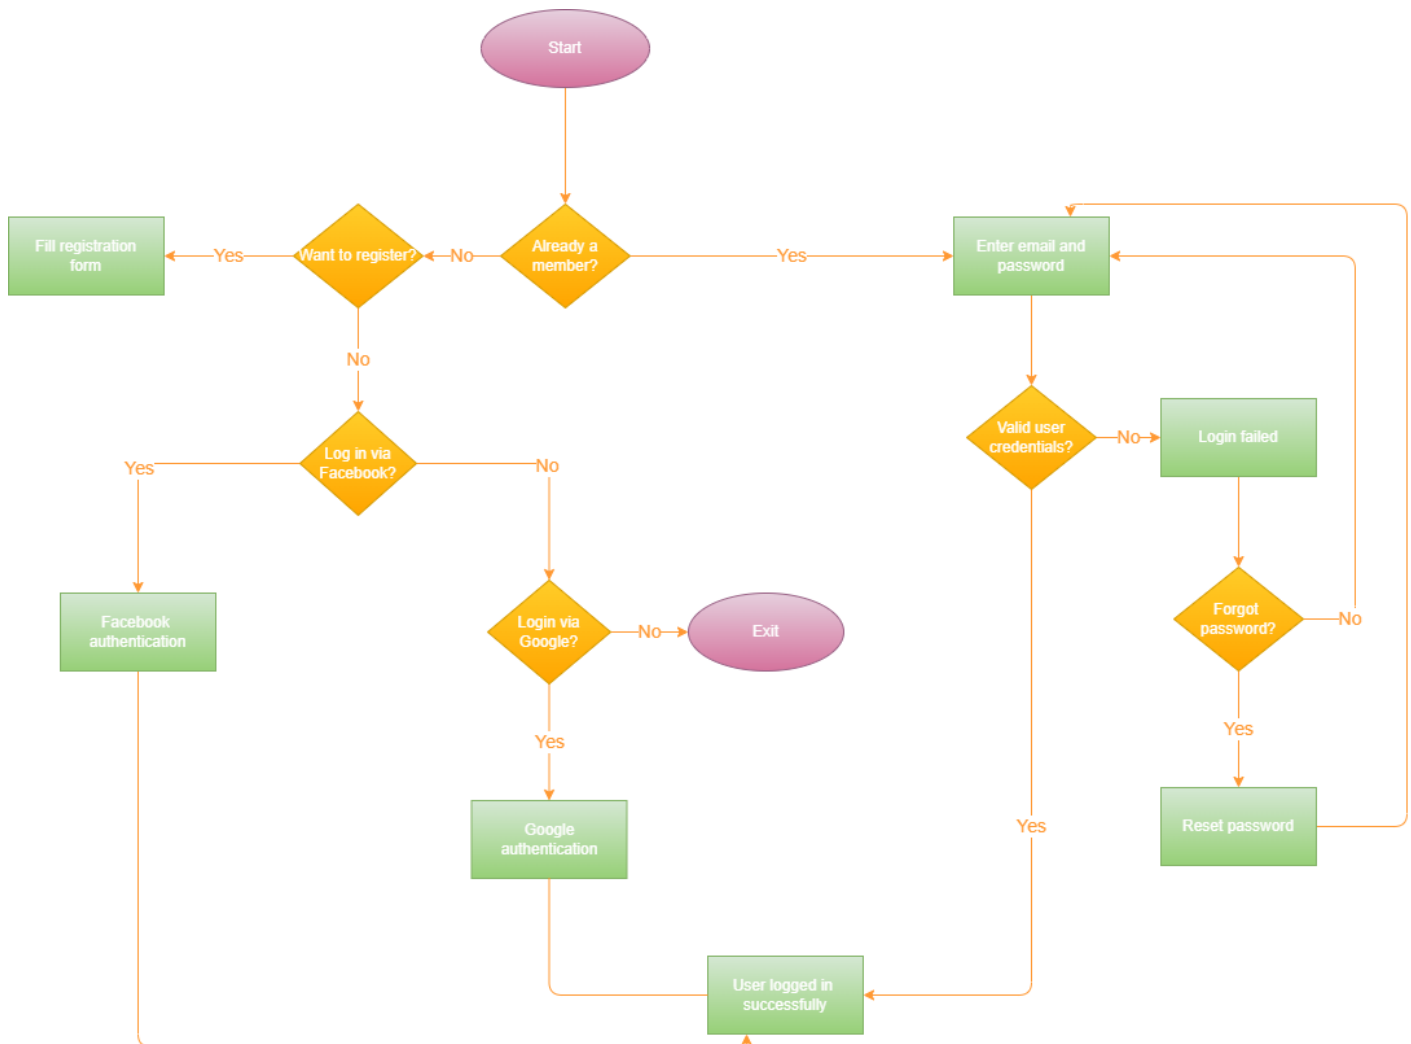 Start
Fill registration
form
Yes
Want to register?
No
Already a
member?
Yes
Enter email and
password
No
Valid user
credentials?
No
Login failed
Yes
Log in via
Facebook?
No
Facebook
authentication
Login via
Google?
No
Exit
Forgot
password?
No
Yes
Yes
Google
authentication
Yes
Reset password
User logged in
successfully